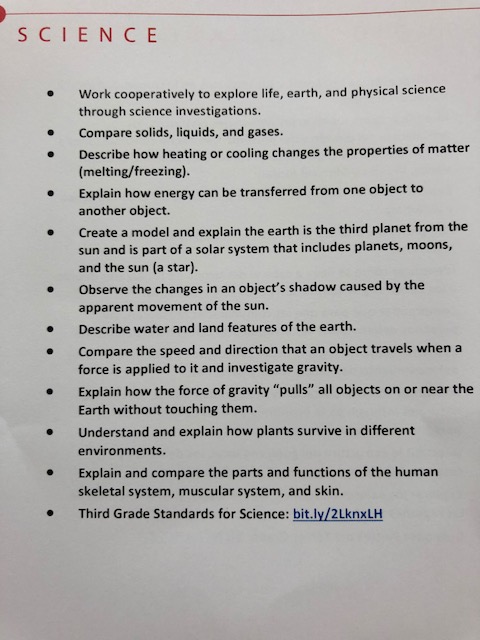 SCIENCE
• Work cooperatively to explore life, earth, and physical science
through science investigations.
• Compare solids, liquids, and gases.
• Describe how heating or cooling changes the properties of matter
(melting/freezing).
• Explain how energy can be transferred from one object to
another object.
• Create a model and explain the earth is the third planet from the
sun and is part of a solar system that includes planets, moons,
and the sun (a star).
• Observe the changes in an object's shadow caused by the
apparent movement of the sun.
• Describe water and land features of the earth.
• Compare the speed and direction that an object travels when a
force is applied to it and investigate gravity.
• Explain how the force of gravity “pulls” all objects on or near the
Earth without touching them.
• Understand and explain how plants survive in different
environments.
• Explain and compare the parts and functions of the human
skeletal system, muscular system, and skin.
• Third Grade Standards for Science: bit.ly/2LknxLH